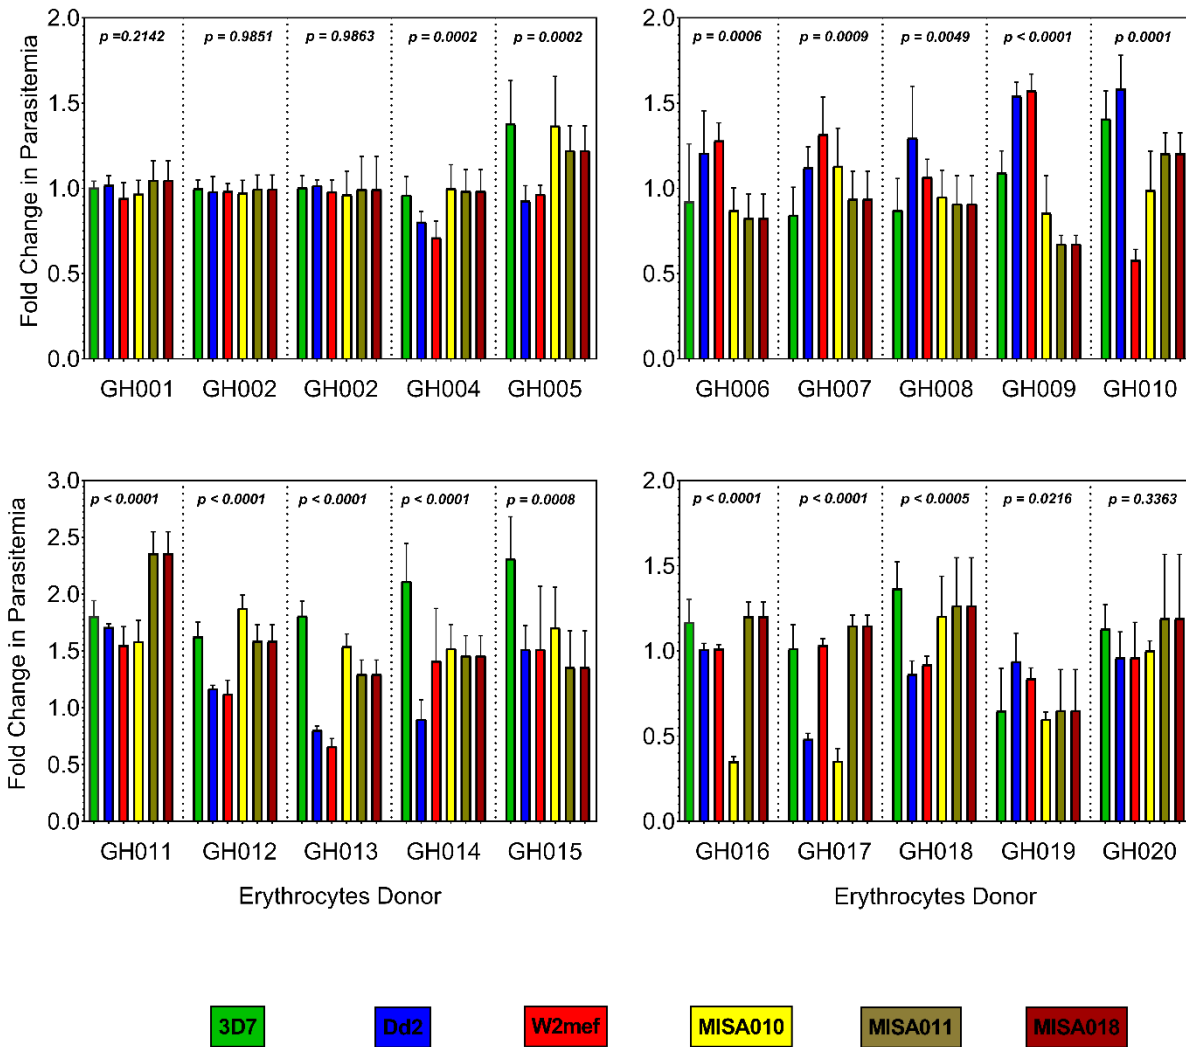 2.0
1.5
1.0
0.5
0.0
Fold Change in Parasitemia
p =0.2142 p = 0.9851 p = 0.9863 p = 0.0002 p = 0.0002
GH001 GH002 GH002 GH004 GH005
2.0
1.5
1.0
0.5
0.0
p = 0.0006 p = 0.0009 p = 0.0049 p < 0.0001 p 0.0001
GH006 GH007 GH008 GH009 GH010
3.0
2.5
2.0
1.5
1.0
0.5
0.0
Fold Change in Parasitemia
p < 0.0001 p < 0.0001 p < 0.0001 p < 0.0001 p = 0.0008
GH011 GH012 GH013 GH014 GH015
Erythrocytes Donor
2.0
1.5
1.0
0.5
0.0
p < 0.0001 p < 0.0001 p < 0.0005 p = 0.0216 p = 0.3363
GH016 GH017 GH018 GH019 GH020
Erythrocytes Donor
3D7 Dd2 W2mef MISA010 MISA011 MISA018